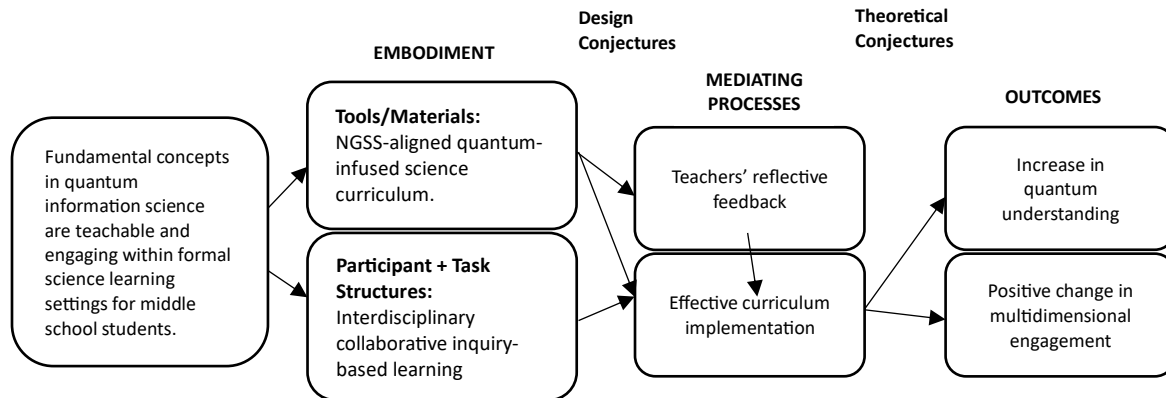 Design
Conjectures
Theoretical
Conjectures
EMBODIMENT
MEDIATING
PROCESSES
OUTCOMES
Fundamental concepts
in quantum
information science
are teachable and
engaging within formal
science learning
settings for middle
school students.
Tools/Materials:
NGSS-aligned quantum-
infused science
curriculum.
Participant + Task
Structures:
Interdisciplinary
collaborative inquiry-
based learning
Teachers’ reflective
feedback
Effective curriculum
implementation
Increase in
quantum
understanding
Positive change in
multidimensional
engagement